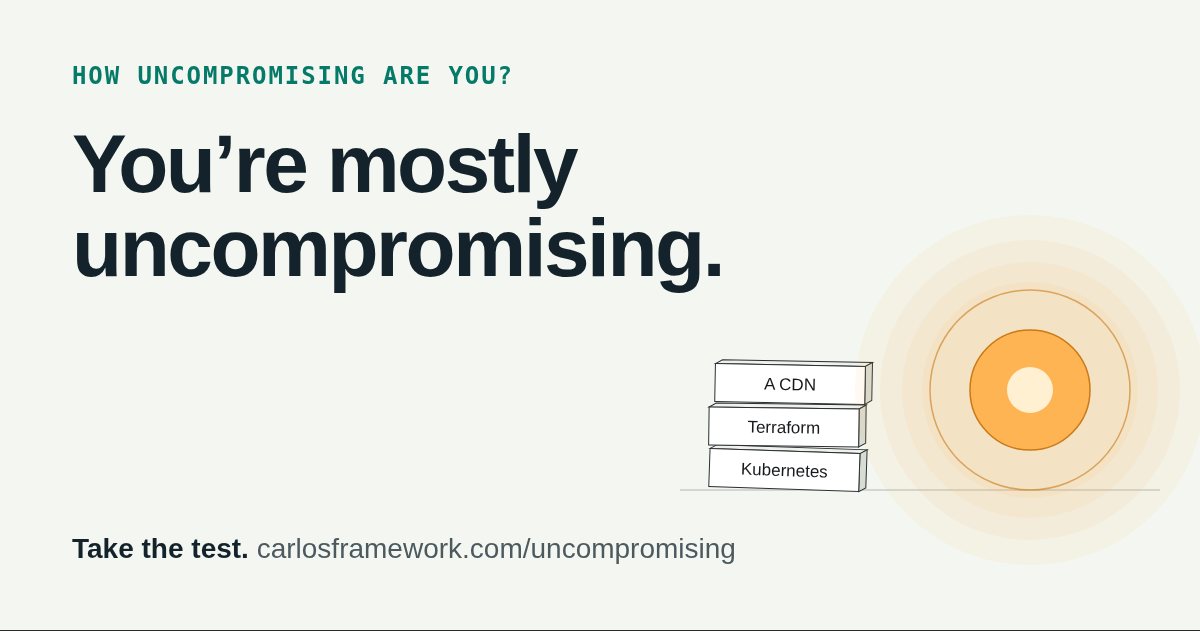 HOW UNCOMPROMISING ARE YOU?
You’re mostly
uncompromising.
A CDN
Terraform
Kubernetes
Take the test. carlosframework.com/uncompromising